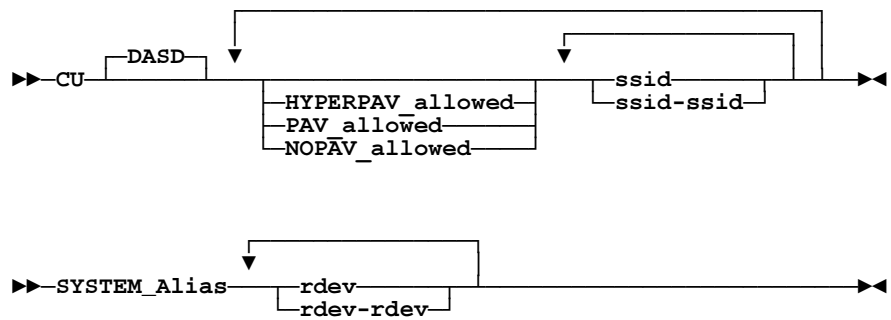 DASD
CU ssid
HYPERPAV_allowed ssid-ssid
PAV_allowed
NOPAV_allowed
SYSTEM_Alias rdev
rdev-rdev